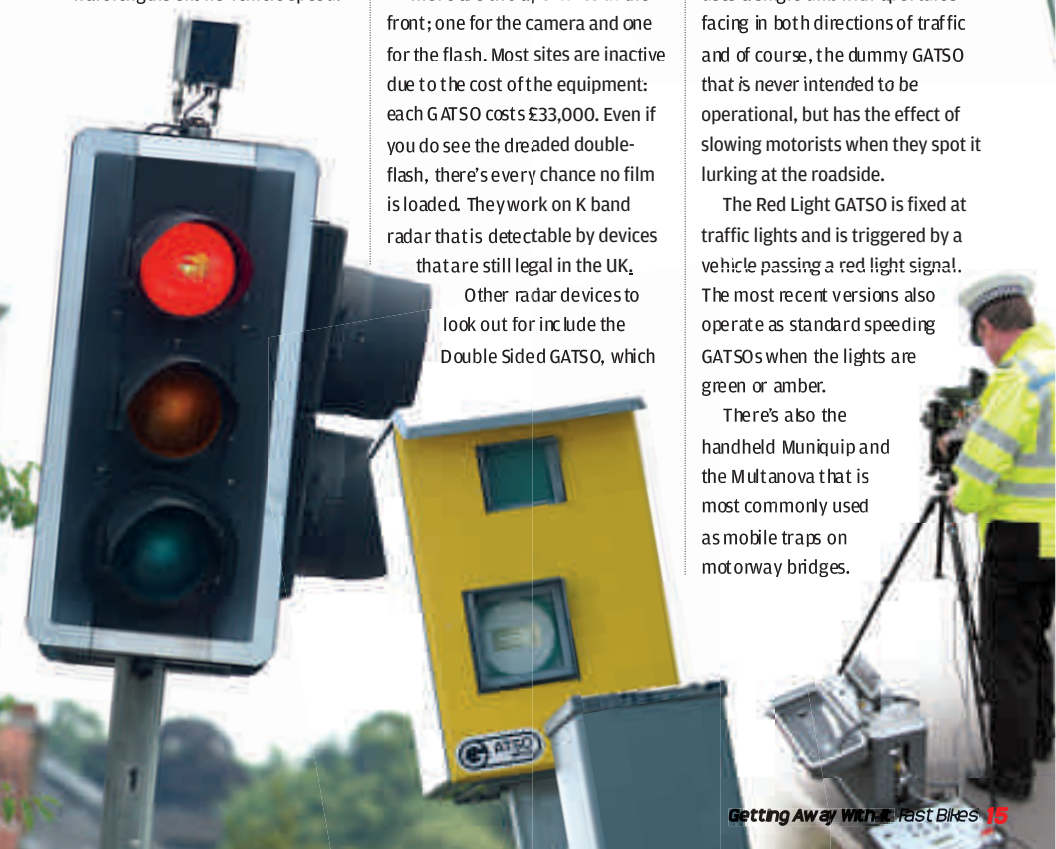 front; one for the camera and one
for the flash. Most sites are inactive
due to the cost of the equipment:
each GATSO costs £33,000. Even if
you do see the dreaded double-
flash, there's every chance no film
is loaded. They work on K band
radar that is detectable by devices
that are still legal in the UK.
Other radar devices to
look out for include the
Double Sided GATSO, which
facing in both directions of traffic
and of course, the dummy GATSO
that is never intended to be
operational, but has the effect of
slowing motorists when they spot it
lurking at the roadside.
The Red Light GATSO is fixed at
traffic lights and is triggered by a
vehicle passing a red light signal.
The most recent versions also
operate as standard speeding
GATSOs when the lights are
green or amber.
There's also the
handheld Muniquip and
the Multanova that is
most commonly used
as mobile traps on
motorway bridges.
GATSO
Getting Away With It Fast Bikes 15